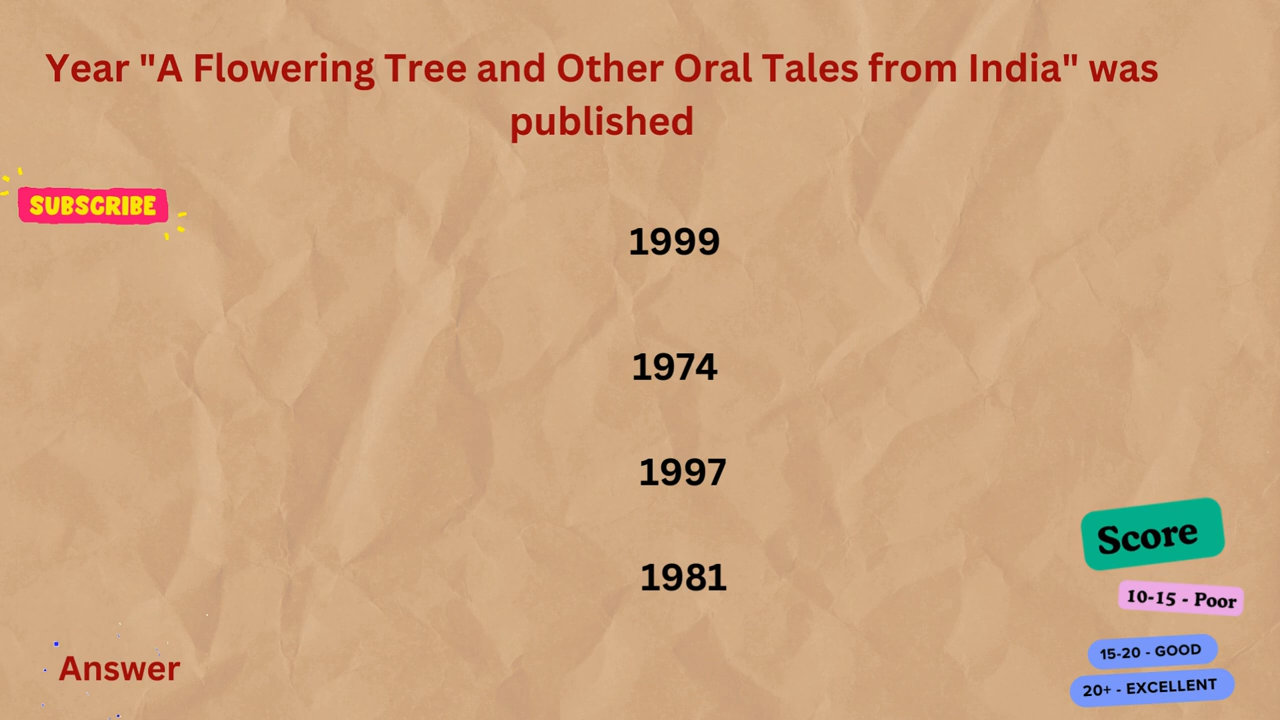 Year "A Flowering Tree and Other Oral Tales from India" was
published
SUBSCRIBE
1999
1974
1997
1981
Score
10-15 - Poor
15-20 - GOOD
20+ - EXCELLENT
Answer